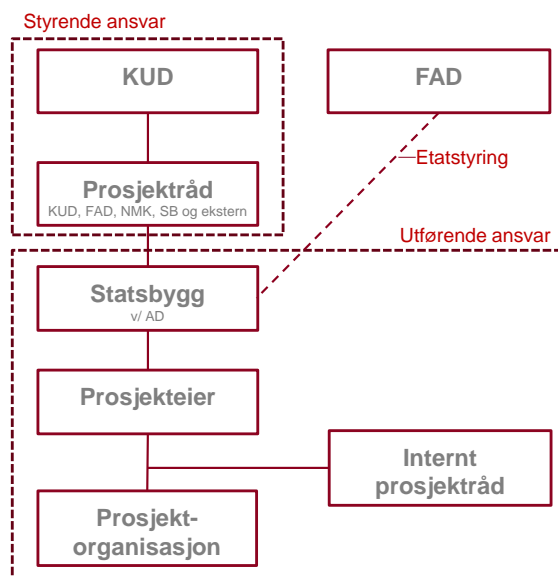 Styrende ansvar
KUD
FAD
Etatstyring
Prosjektråd
KUD, FAD, NMK, SB og ekstern
Utførende ansvar
Statsbygg
v/ AD
Prosjekteier
Internt
prosjektråd
Prosjekt-
organisasjon